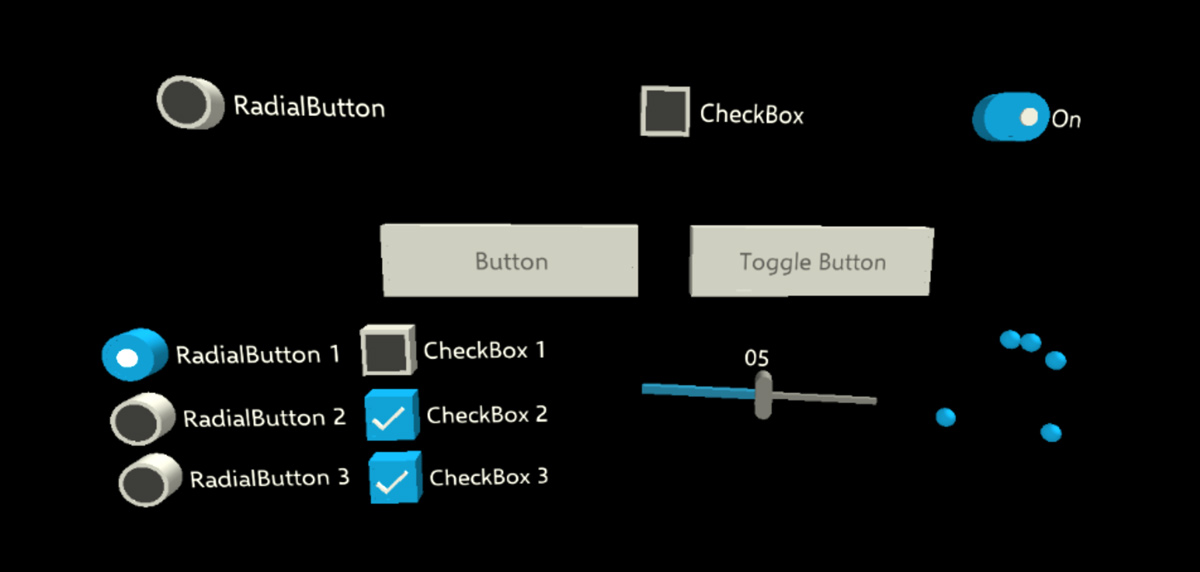 RadialButton
CheckBox
On
Button
Toggle Button
RadialButton 1
CheckBox 1
05
RadialButton 2
CheckBox 2
RadialButton 3
CheckBox 3